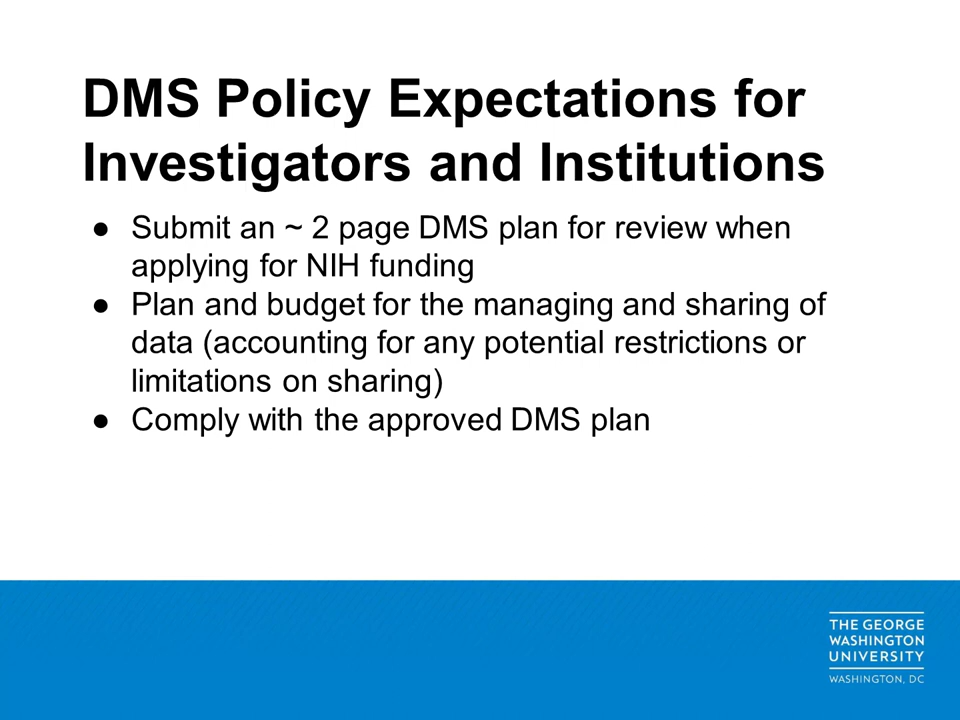 DMS Policy Expectations for
Investigators and Institutions
● Submit an ~ 2 page DMS plan for review when
applying for NIH funding
● Plan and budget for the managing and sharing of
data (accounting for any potential restrictions or
limitations on sharing)
● Comply with the approved DMS plan
THE GEORGE
WASHINGTON
UNIVERSITY
WASHINGTON, DC